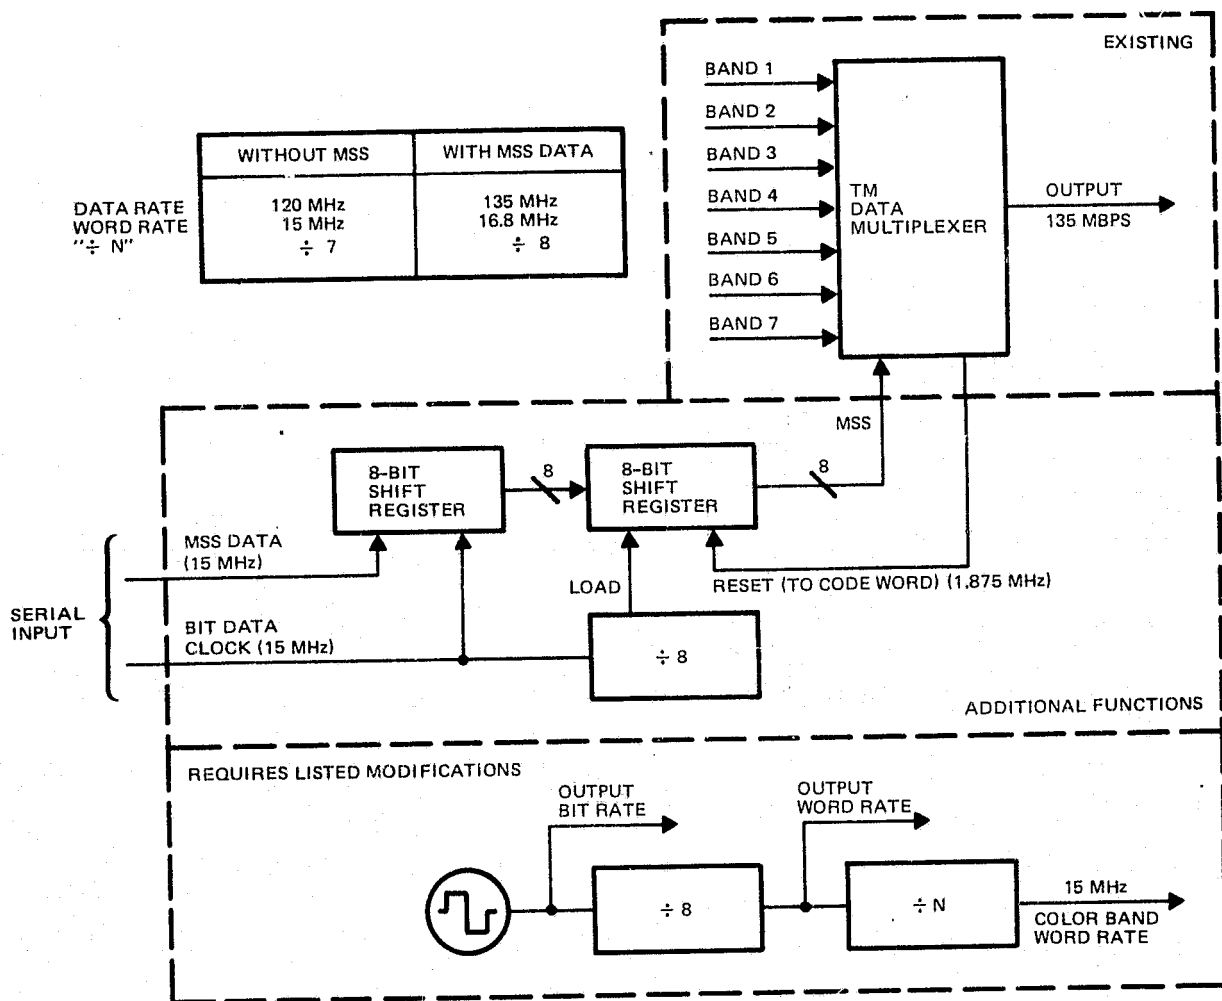 EXISTING
BAND 1
BAND 2
BAND 3
BAND 4
BAND 5
BAND 6
BAND 7
TM
DATA
MULTIPLEXER
OUTPUT
135 MBPS
WITHOUT MSS
WITH MSS DATA
DATA RATE
120 MHz
135 MHz
WORD RATE
15 MHz
16.8 MHz
"÷ N"
÷ 7
÷ 8
MSS
8-BIT
SHIFT
REGISTER
8
8-BIT
SHIFT
REGISTER
8
SERIAL
INPUT
MSS DATA
(15 MHz)
BIT DATA
CLOCK (15 MHz)
LOAD
RESET (TO CODE WORD) (1.875 MHz)
÷ 8
ADDITIONAL FUNCTIONS
REQUIRES LISTED MODIFICATIONS
OUTPUT
BIT RATE
OUTPUT
WORD RATE
÷ 8
÷ N
15 MHz
COLOR BAND
WORD RATE